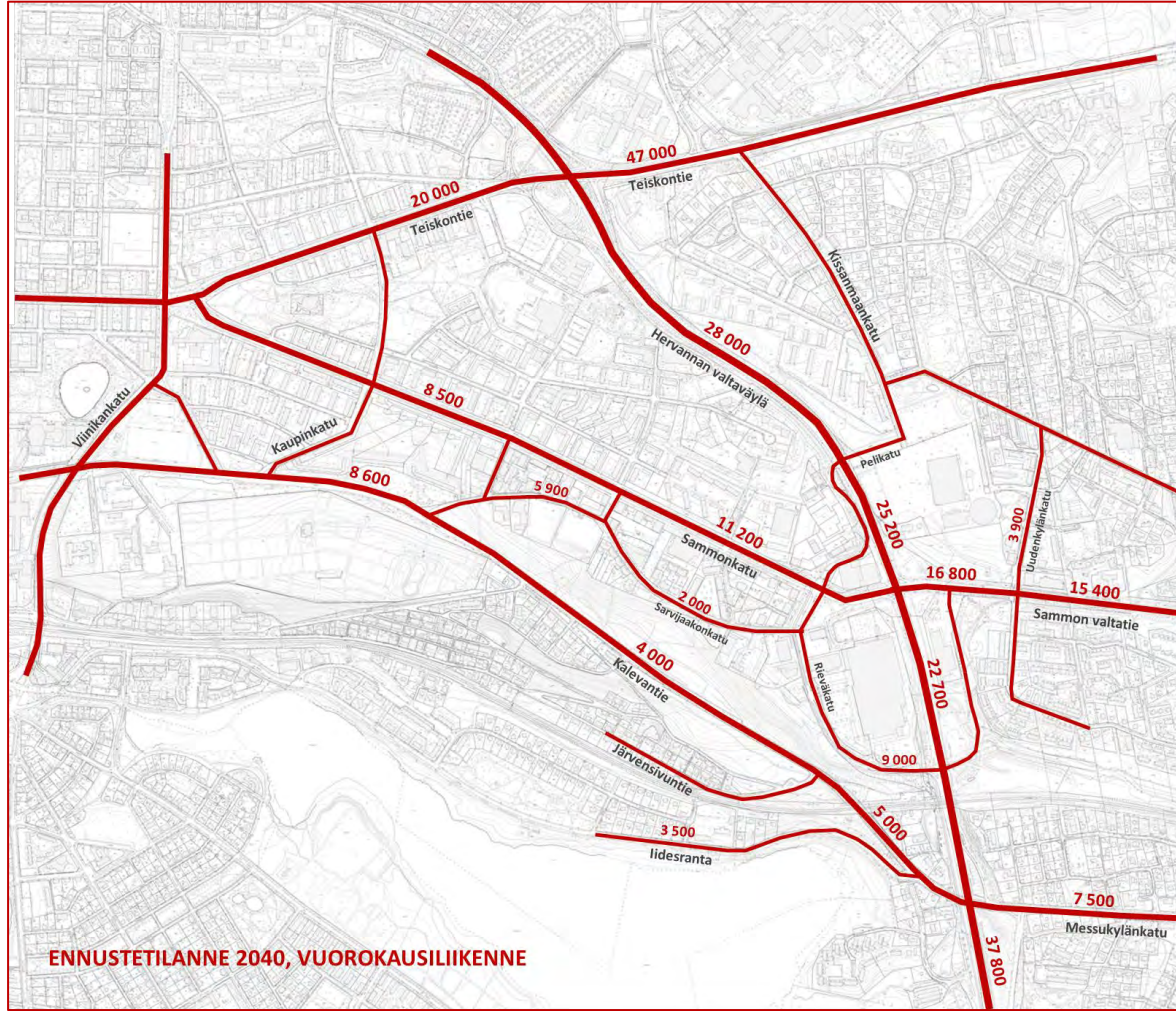 47 000
Teiskontie
20 000
Teiskontie
Kissanmaankatu
28 000
Hervannan valtaväylä
8 500
Viinikankatu
Kaupinkatu
8 600
Pelikatu
5 900
25 200
3 900
Uudenkylänkatu
11 200
Sammonkatu
16 800
15 400
Sammon valtatie
2 000
Sarvijaakonkatu
4 000
Kalevantie
Rieväkatu
22 700
9 000
Järvensivuntie
5 000
3 500
Iidesranta
7 500
Messukylänkatu
37 800
ENNUSTETILANNE 2040, VUOROKAUSILIIKENNE